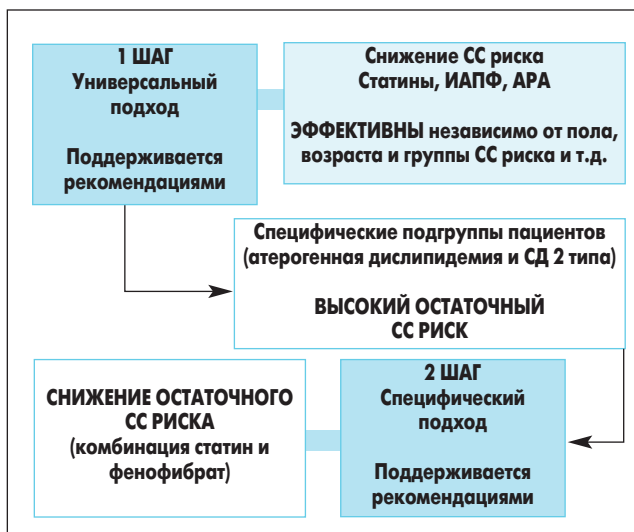 1 ШАГ
Универсальный
подход
Поддерживается
рекомендациями
Снижение СС риска
Статины, ИАПФ, АРА
ЭФФЕКТИВНЫ независимо от пола,
возраста и группы СС риска и т.д.
Специфические подгруппы пациентов
(атерогенная дислипидемия и СД 2 типа)
ВЫСОКИЙ ОСТАТОЧНЫЙ
СС РИСК
2 ШАГ
Специфический
подход
Поддерживается
рекомендациями
СНИЖЕНИЕ ОСТАТОЧНОГО
СС РИСКА
(комбинация статин и
фенофибрат)